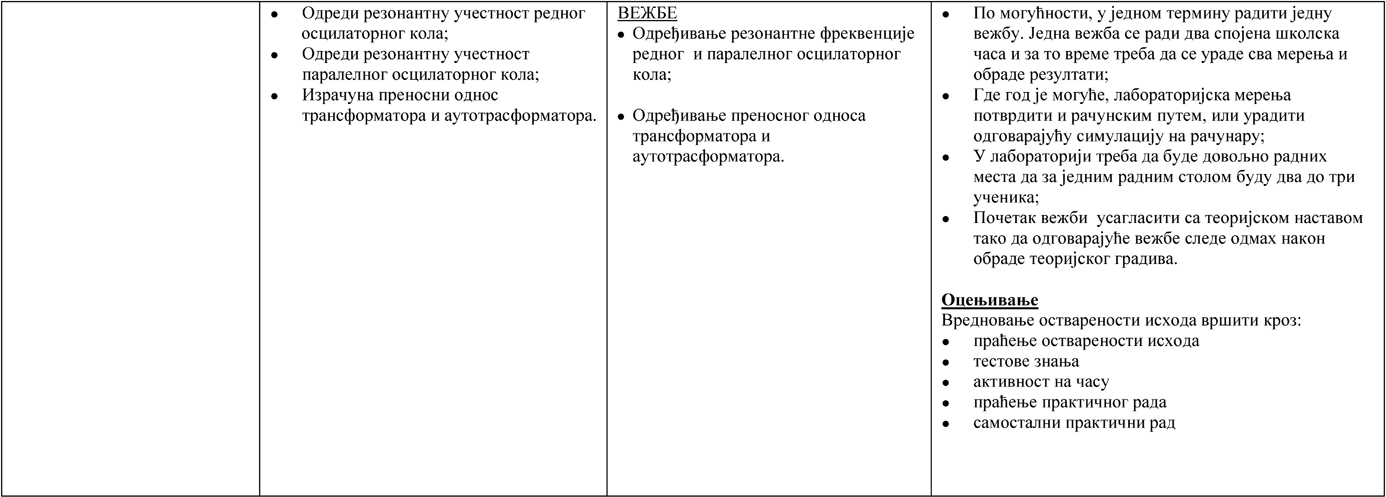 ● Одреди резонантну учестност редног
осцилаторног кола;
● Одреди резонантну учестност
паралелног осцилаторног кола;
● Израчуна преносни однос
трансформатора и аутотрасформатора.
ВЕЖБЕ
● Одређивање резонантне фреквенције
редног и паралелног осцилаторног
кола;
● Одређивање преносног односа
трансформатора и
аутотрасформатора.
● По могућности, у једном термину радити једну
вежбу. Једна вежба се ради два спојена школска
часа и за то време треба да се ураде сва мерења и
обраде резултати;
● Где год је могуће, лабораторијска мерења
потврдити и рачунским путем, или урадити
одговарајућу симулацију на рачунару;
● У лабораторији треба да буде довољно радних
места да за једним радним столом буду два до три
ученика;
● Почетак вежби усагласити са теоријском наставом
тако да одговарајуће вежбе следе одмах након
обраде теоријског градива.
Оцењивање
Вредновање остварености исхода вршити кроз:
● праћење остварености исхода
● тестове знања
● активност на часу
● праћење практичног рада
● самостални практични рад